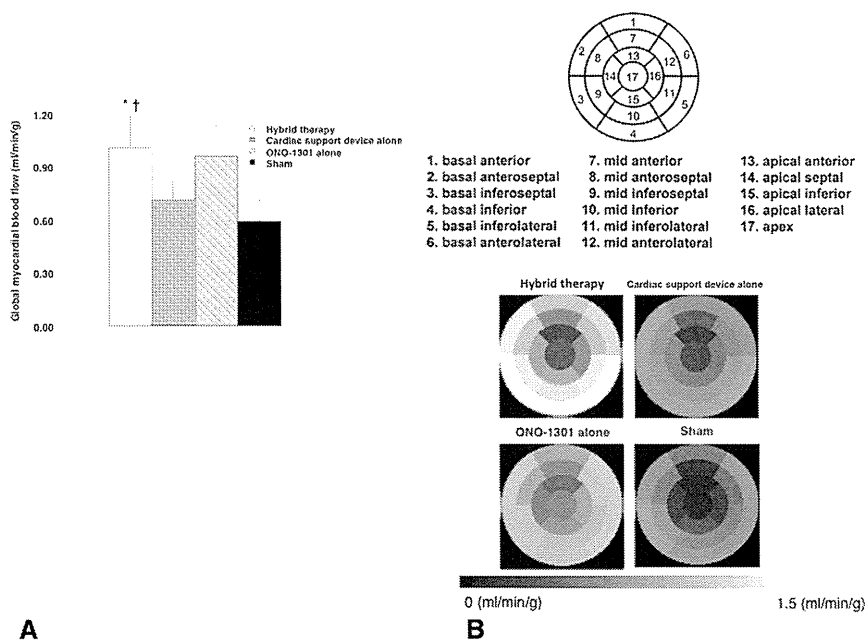 * †
Global myocardial blood flow (ml/min/g)
1.20
0.90
0.60
0.30
0.00
Hybrid therapy
Cardiac support device alone
ONO-1301 alone
Sham
A
1
2
7
6
8
13
12
14
17
16
3
9
15
11
5
10
4
1. basal anterior
2. basal anteroseptal
3. basal inferoseptal
4. basal inferior
5. basal inferolateral
6. basal anterolateral
7. mid anterior
8. mid anteroseptal
9. mid inferoseptal
10. mid inferior
11. mid inferolateral
12. mid anterolateral
13. apical anterior
14. apical septal
15. apical inferior
16. apical lateral
17. apex
Hybrid therapy
Cardiac support device alone
ONO-1301 alone
Sham
0 (ml/min/g)
1.5 (ml/min/g)
B